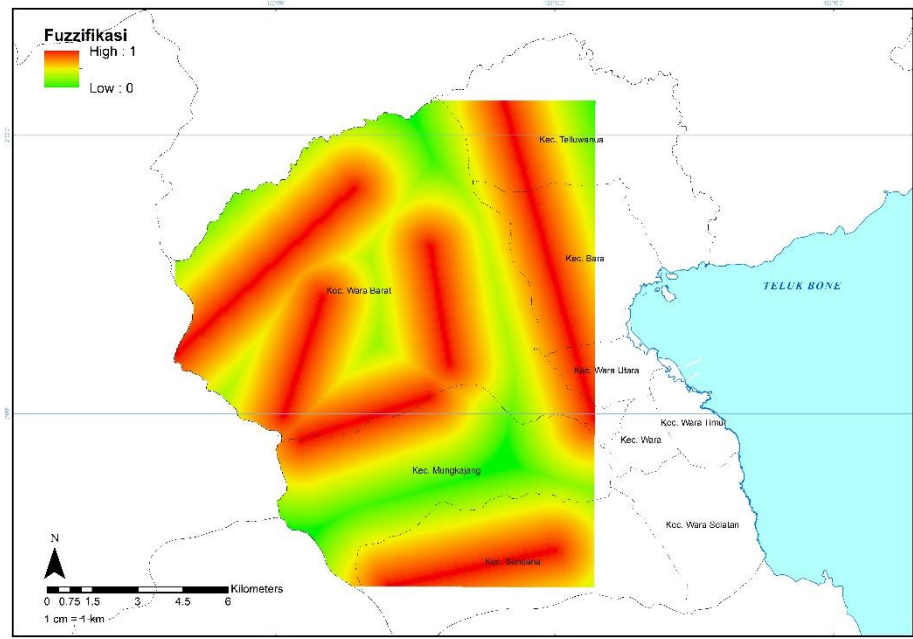 Fuzzifikasi
High : 1
Low : 0
Kec. Telluwanua
Kec. Bara
TELUK BONE
Kec. Wara Barat
Kec. Wara Utara
Kec. Wara Timur
Kec. Wara
Kec. Mungkajang
Kec. Wara Selatan
Kec. Sendana
N
Kilometers
0 0.75 1.5 3 4.5 6
1 cm = 1 km